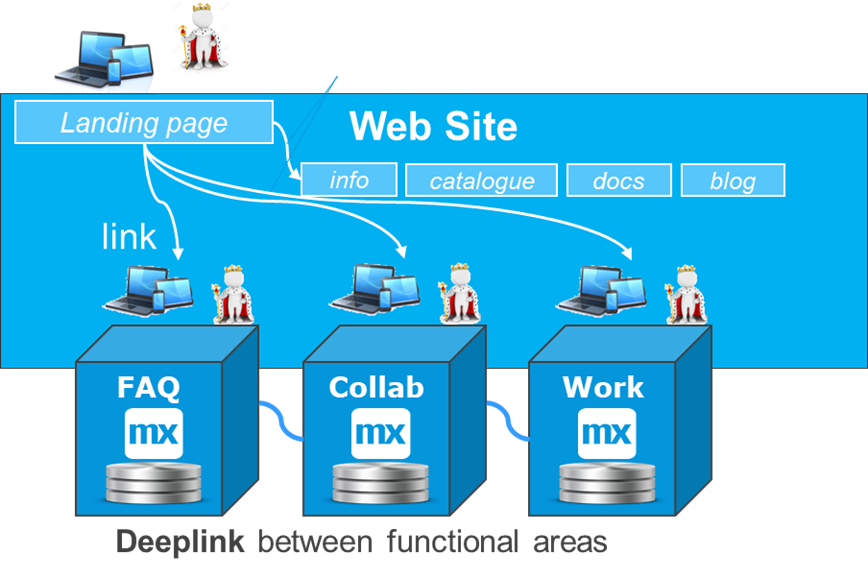 Landing page
Web Site
info
catalogue
docs
blog
link
FAQ
Collab
Work
mx
mx
mx
Deeplink between functional areas